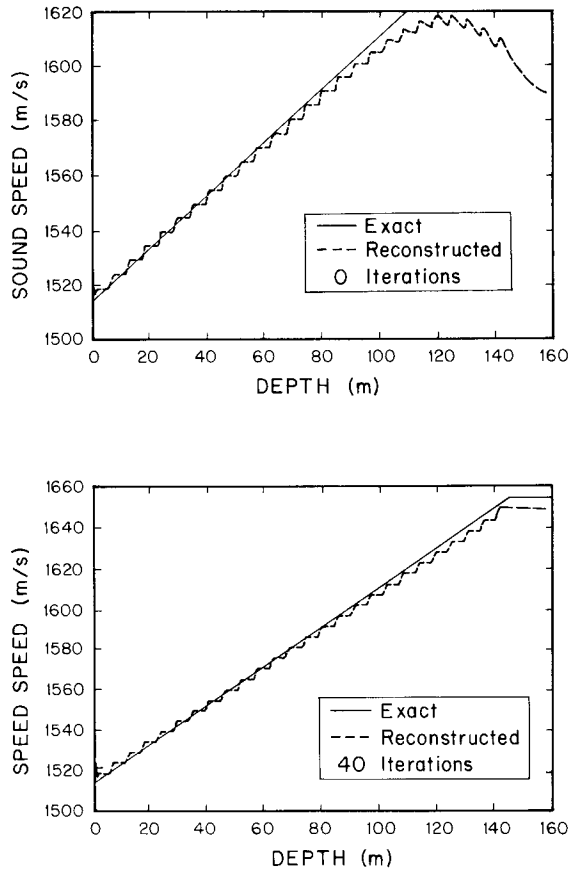 1620
1600
1580
1560
1540
1520
1500
SOUND SPEED (m/s)
Exact
Reconstructed
0 Iterations
0 20 40 60 80 100 120 140 160
DEPTH (m)
1660
1640
1620
1600
1580
1560
1540
1520
1500
SPEED SPEED (m/s)
Exact
Reconstructed
40 Iterations
0 20 40 60 80 100 120 140 160
DEPTH (m)